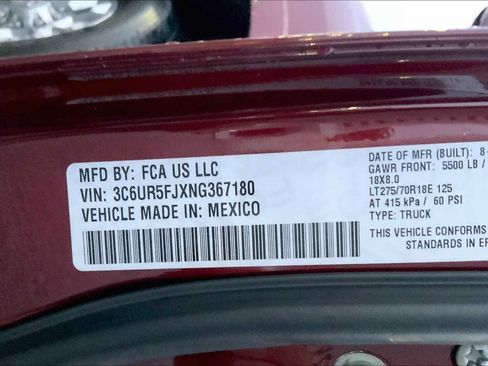 MFD BY: FCA US LLC
VIN: 3C6UR5FJXNG367180
VEHICLE MADE IN: MEXICO
DATE OF MFR (BUILT): 8-
GAWR FRONT: 5500 LB /
18X8.0
LT275/70R18E 125
AT 415 kPa / 60 PSI
TYPE: TRUCK
THIS VEHICLE CONFORMS
STANDARDS IN EF